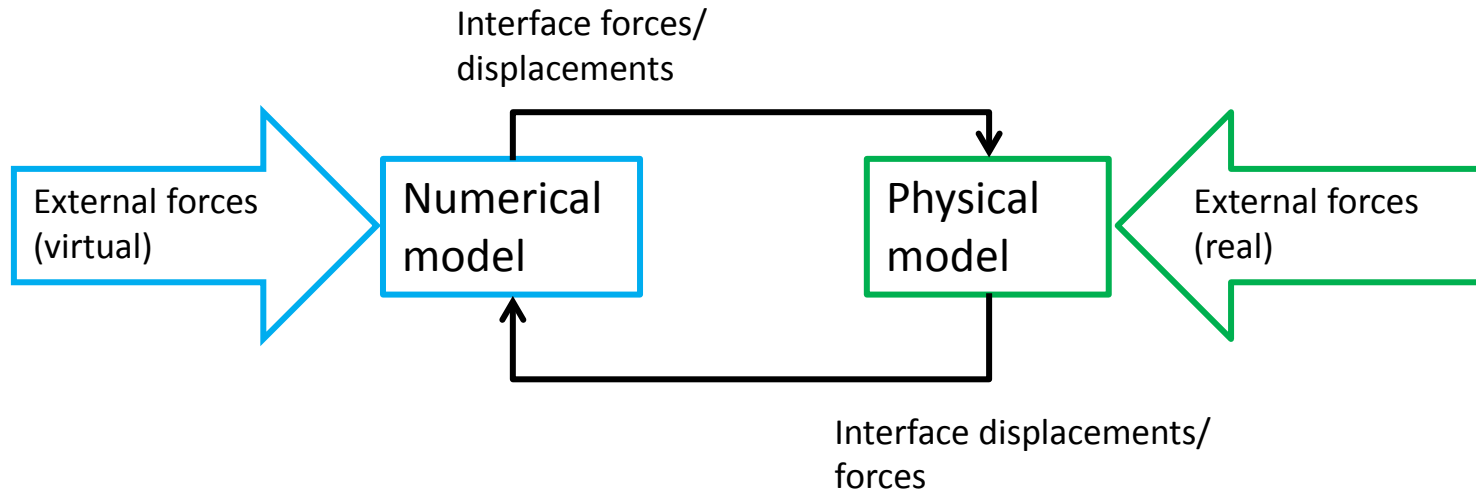 Interface forces/
displacements
External forces
(virtual)
Numerical
model
Physical
model
External forces
(real)
Interface displacements/
forces